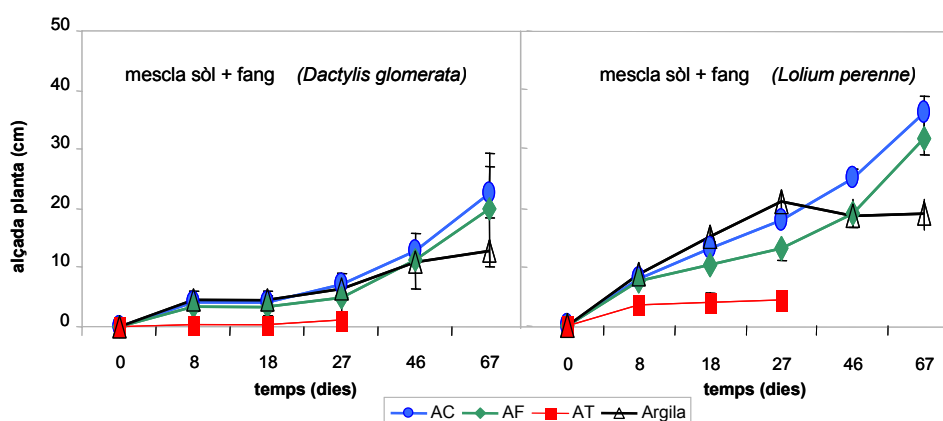 50
40
30
20
10
0
alçada planta (cm)
mescla sòl + fang (Dactylis glomerata)
mescla sòl + fang (Lolium perenne)
0 8 18 27 46 67
0 8 18 27 46 67
temps (dies)
temps (dies)
AC AF AT Argila